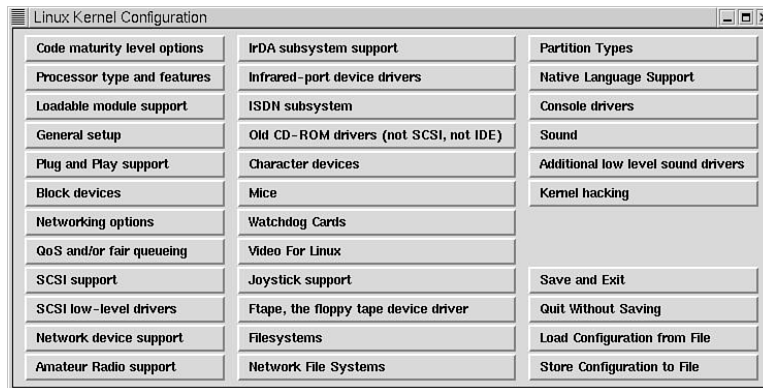 Linux Kernel Configuration
Code maturity level options
Processor type and features
Loadable module support
General setup
Plug and Play support
Block devices
Networking options
QoS and/or fair queueing
SCSI support
SCSI low-level drivers
Network device support
Amateur Radio support
IrDA subsystem support
Infrared-port device drivers
ISDN subsystem
Old CD-ROM drivers (not SCSI, not IDE)
Character devices
Mice
Watchdog Cards
Video For Linux
Joystick support
Ftape, the floppy tape device driver
Filesystems
Network File Systems
Partition Types
Native Language Support
Console drivers
Sound
Additional low level sound drivers
Kernel hacking
Save and Exit
Quit Without Saving
Load Configuration from File
Store Configuration to File